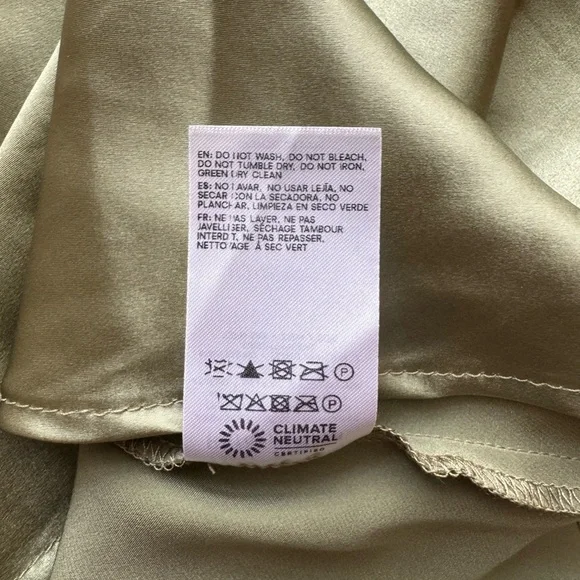 EN: DO NOT WASH, DO NOT BLEACH,
DO NOT TUMBLE DRY, DO NOT IRON,
GREEN DRY CLEAN
ES: NO LAVAR, NO USAR LEJÍA, NO
SECAR CON LA SECADORA, NO
PLANCHAR, LIMPIEZA EN SECO VERDE
FR: NE PAS LAVER, NE PAS
JAVELLISER, SÉCHAGE TAMBOUR
INTERDIT, NE PAS REPASSER,
NETTOYAGE À SEC VERT
P
P
CLIMATE
NEUTRAL
CERTIFIED